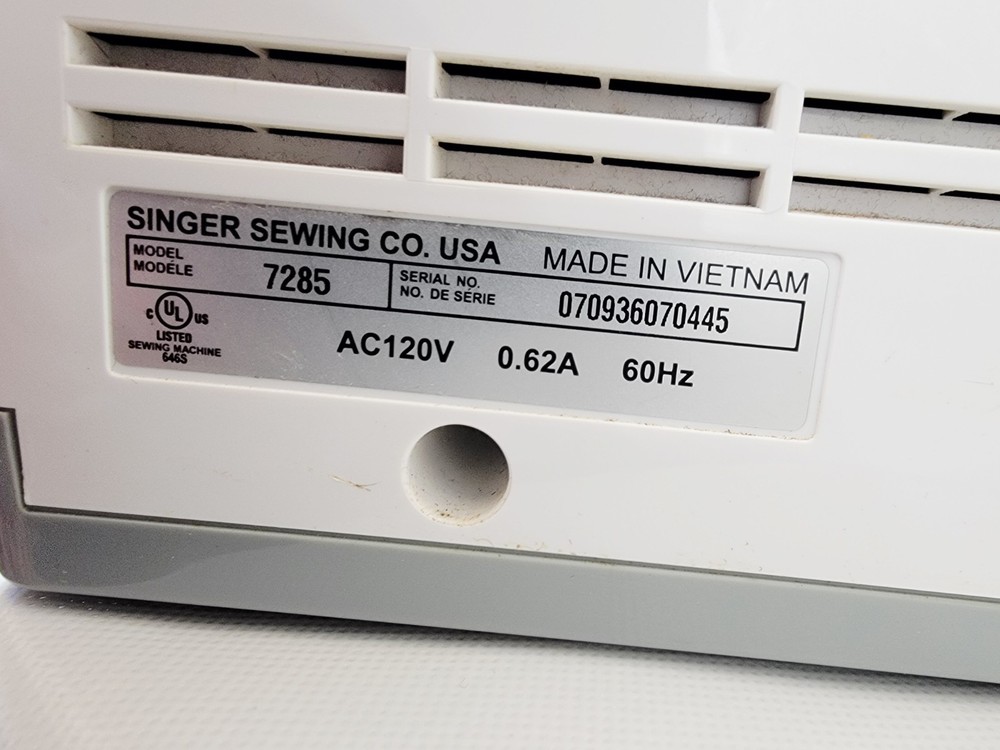 SINGER SEWING CO. USA MADE IN VIETNAM
MODEL
MODÉLE
7285
SERIAL NO.
NO. DE SÉRIE
070936070445
c UL us
LISTED
SEWING MACHINE
646S
AC120V 0.62A 60Hz